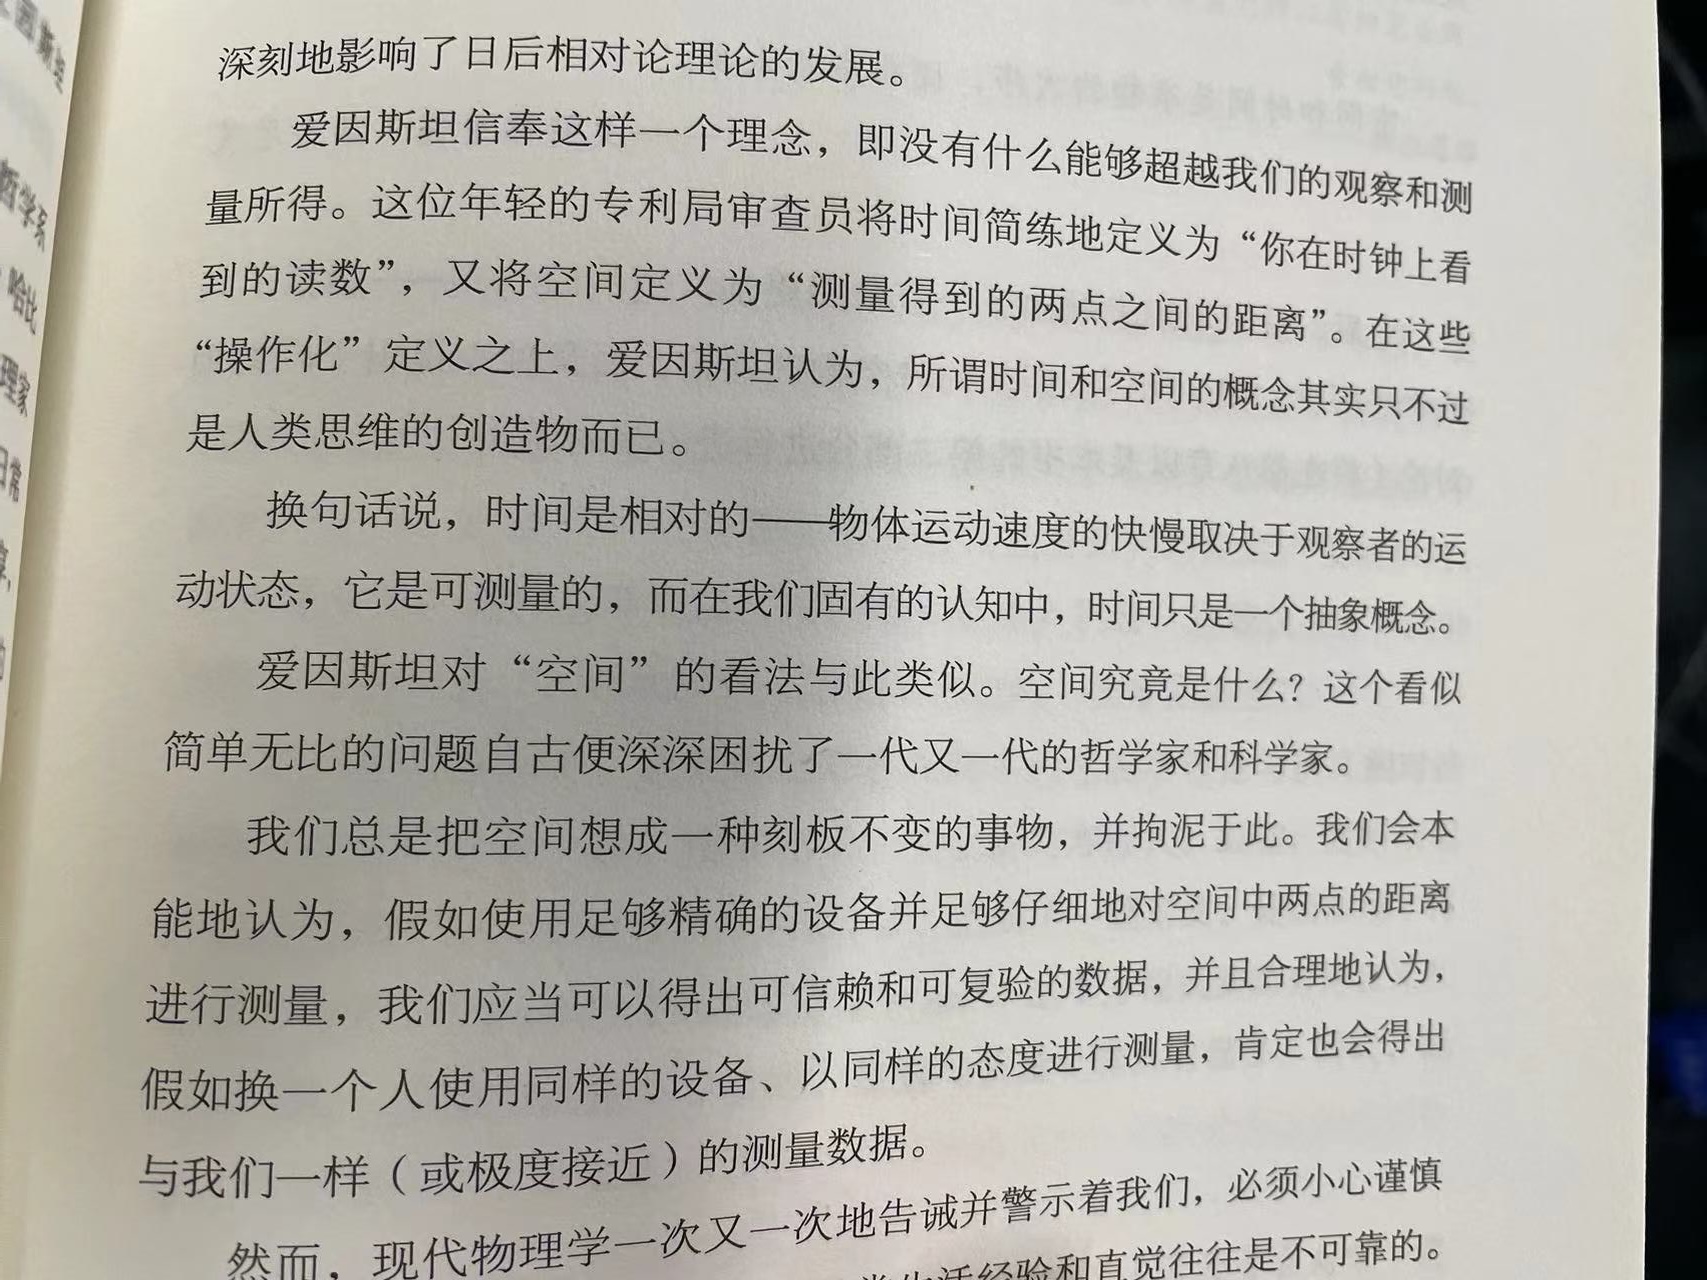 深刻地影响了日后相对论理论的发展。
爱因斯坦信奉这样一个理念，即没有什么能够超越我们的观察和测
量所得。这位年轻的专利局审查员将时间简练地定义为“你在时钟上看
到的读数”，又将空间定义为“测量得到的两点之间的距离”。在这些
“操作化”定义之上，爱因斯坦认为，所谓时间和空间的概念其实只不过
是人类思维的创造物而已。
换句话说，时间是相对的——物体运动速度的快慢取决于观察者的运
动状态，它是可测量的，而在我们固有的认知中，时间只是一个抽象概念。
爱因斯坦对“空间”的看法与此类似。空间究竟是什么？这个看似
简单无比的问题自古便深深困扰了一代又一代的哲学家和科学家。
我们总是把空间想成一种刻板不变的事物，并拘泥于此。我们会本
能地认为，假如使用足够精确的设备并足够仔细地对空间中两点的距离
进行测量，我们应当可以得出可信赖和可复验的数据，并且合理地认为，
假如换一个人使用同样的设备、以同样的态度进行测量，肯定也会得出
与我们一样（或极度接近）的测量数据。
然而，现代物理学一次又一次地告诫并警示着我们，必须小心谨慎
生活经验和直觉往往是不可靠的。
哲学系
哈比
理家
日常